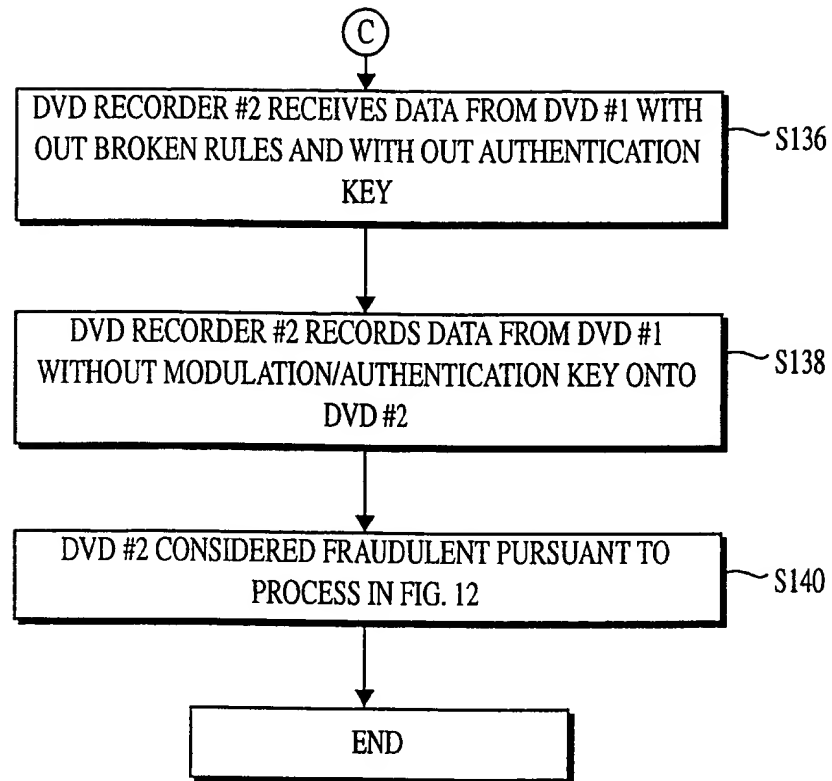 C
DVD RECORDER #2 RECEIVES DATA FROM DVD #1 WITH
OUT BROKEN RULES AND WITH OUT AUTHENTICATION
KEY
S136
DVD RECORDER #2 RECORDS DATA FROM DVD #1
WITHOUT MODULATION/AUTHENTICATION KEY ONTO
DVD #2
S138
DVD #2 CONSIDERED FRAUDULENT PURSUANT TO
PROCESS IN FIG. 12
S140
END